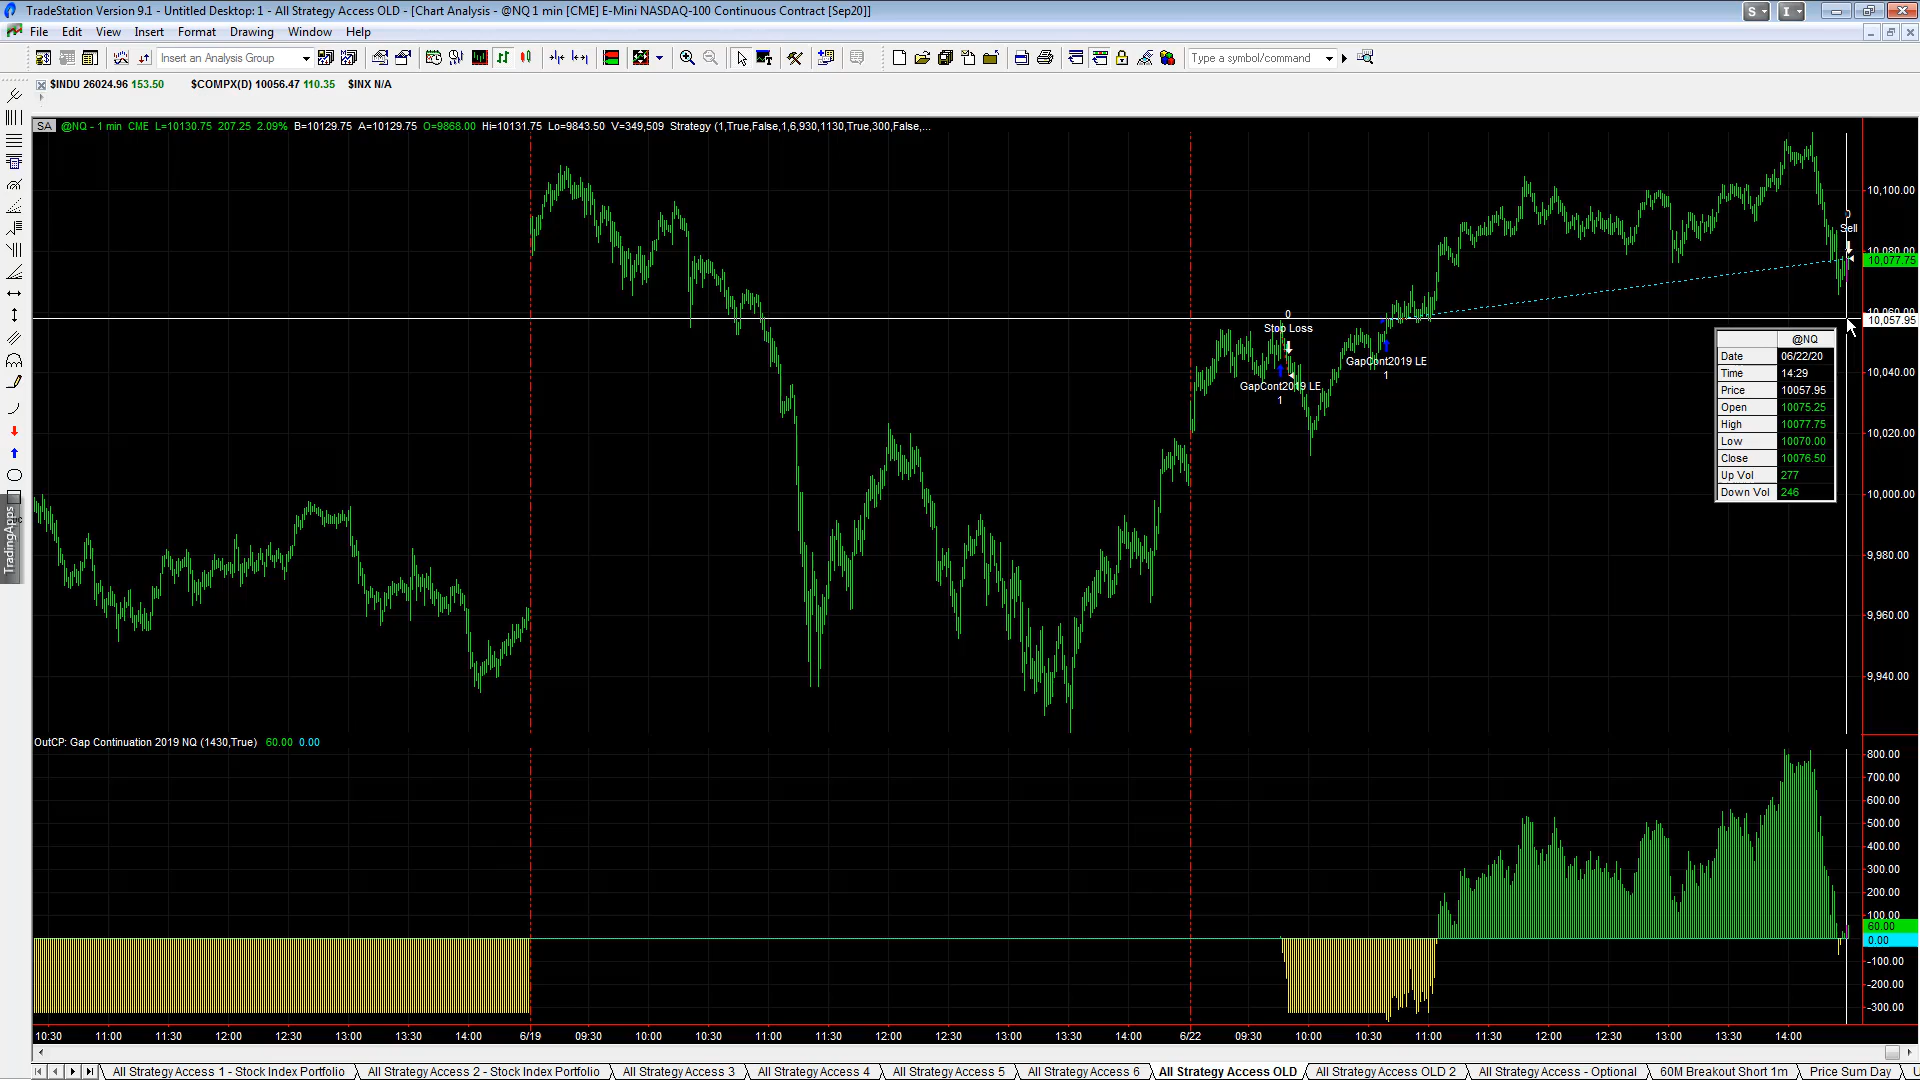 TradeStation Version 9.1 - Untitled Desktop: 1 - All Strategy Access OLD - [Chart Analysis - @NQ 1 min [CME] E-Mini NASDAQ-100 Continuous Contract [Sep20]]
S
I
File Edit View Insert Format Drawing Window Help
Insert an Analysis Group
Type a symbol/command
$INDU 26024.96 153.50 $COMPX(D) 10056.47 110.35 $INX N/A
SA @NQ - 1 min CME L=10130.75 207.25 2.09% B=10129.75 A=10129.75 O=9868.00 Hi=10131.75 Lo=9843.50 V=349,509 Strategy (1,True,False,1,6,930,1130,True,300,False,...
10,100.00
0
Sell
10,080.00
10,077.75
10,060.00
10,057.95
0
Stop Loss
GapCont2019 LE
1
GapCont2019 LE
1
@NQ
Date 06/22/20
Time 14:29
Price 10057.95
Open 10075.25
High 10077.75
Low 10070.00
Close 10076.50
Up Vol 277
Down Vol 246
10,040.00
10,020.00
10,000.00
9,980.00
9,960.00
9,940.00
TradingApps
OutCP: Gap Continuation 2019 NQ (1430,True) 60.00 0.00
800.00
700.00
600.00
500.00
400.00
300.00
200.00
100.00
60.00
0.00
-100.00
-200.00
-300.00
10:30 11:00 11:30 12:00 12:30 13:00 13:30 14:00 6/19 09:30 10:00 10:30 11:00 11:30 12:00 12:30 13:00 13:30 14:00 6/22 09:30 10:00 10:30 11:00 11:30 12:00 12:30 13:00 13:30 14:00
All Strategy Access 1 - Stock Index Portfolio All Strategy Access 2 - Stock Index Portfolio All Strategy Access 3 All Strategy Access 4 All Strategy Access 5 All Strategy Access 6 All Strategy Access OLD All Strategy Access OLD 2 All Strategy Access - Optional 60M Breakout Short 1m Price Sum Day